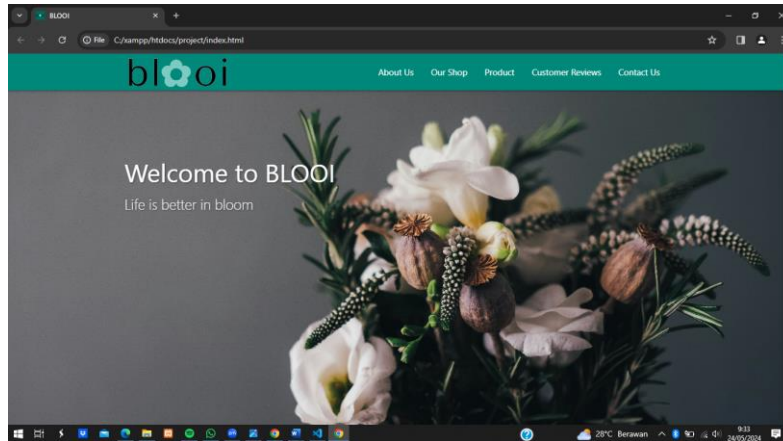 BLOOI
File C:/xampp/htdocs/project/index.html
blooi
About Us Our Shop Product Customer Reviews Contact Us
Welcome to BLOOI
Life is better in bloom
28°C Berawan
9:33
24/05/2024